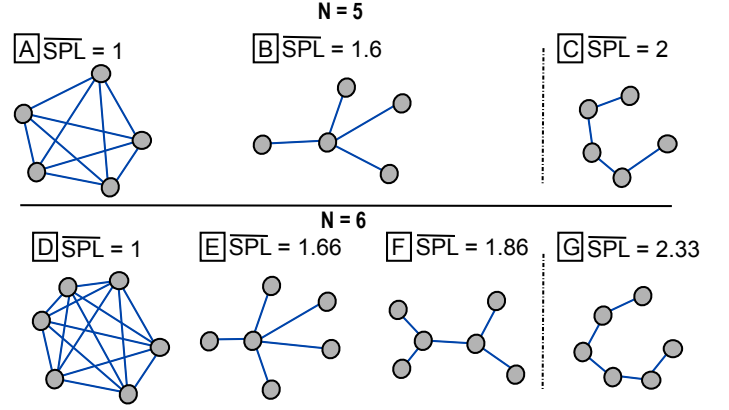 N = 5
A SPL = 1
B SPL = 1.6
C SPL = 2
N = 6
D SPL = 1
E SPL = 1.66
F SPL = 1.86
G SPL = 2.33